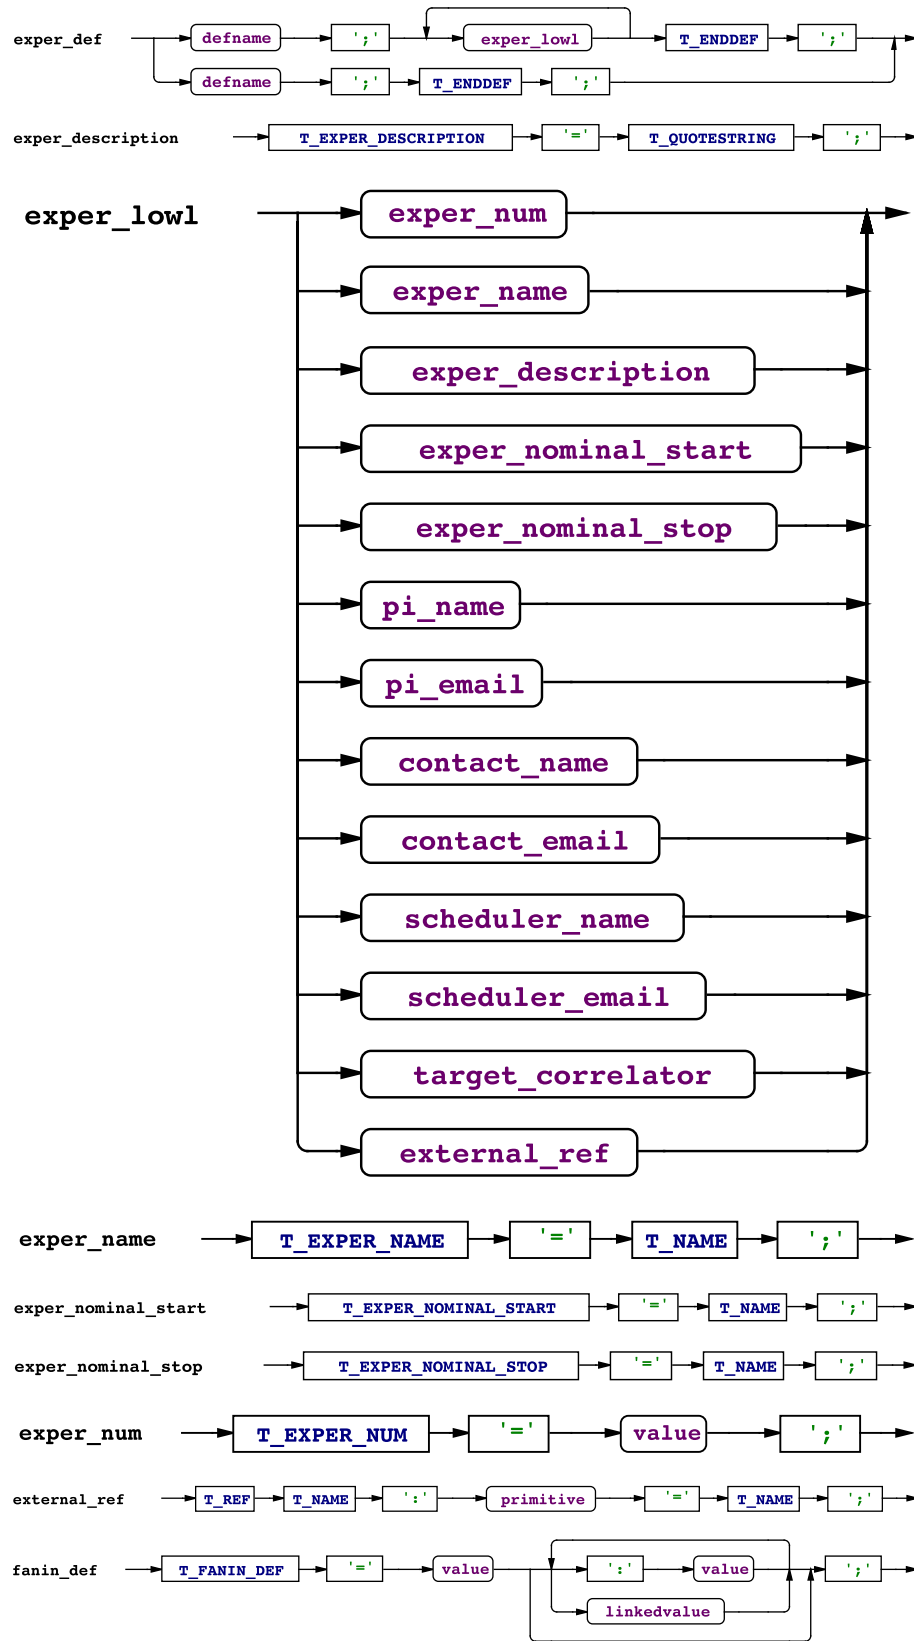 exper_def defname ';' exper_lowl T_ENDDEF ';'
defname ';' T_ENDDEF ';'
exper_description T_EXPER_DESCRIPTION '=' T_QUOTESTRING ';'
exper_lowl exper_num
exper_name
exper_description
exper_nominal_start
exper_nominal_stop
pi_name
pi_email
contact_name
contact_email
scheduler_name
scheduler_email
target_correlator
external_ref
exper_name T_EXPER_NAME '=' T_NAME ';'
exper_nominal_start T_EXPER_NOMINAL_START '=' T_NAME ';'
exper_nominal_stop T_EXPER_NOMINAL_STOP '=' T_NAME ';'
exper_num T_EXPER_NUM '=' value ';'
external_ref T_REF T_NAME ':' primitive '=' T_NAME ';'
fanin_def T_FANIN_DEF '=' value ':' value ';'
linkedvalue